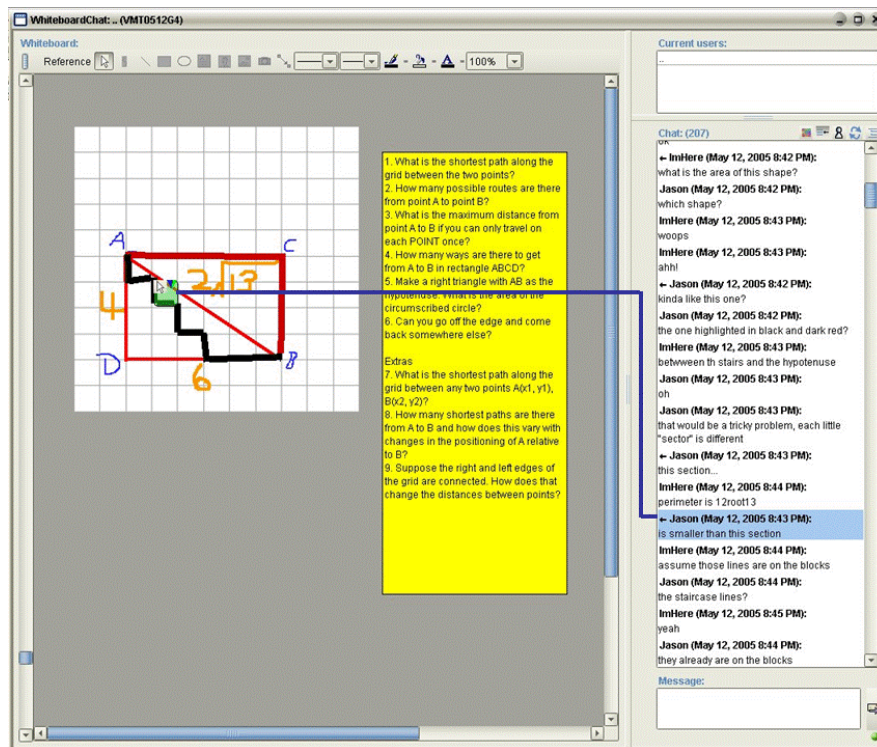 WhiteboardChat: .. (VMT0512G4)
Whiteboard:
Reference
100%
A
C
2√13
4
D
6
B
1. What is the shortest path along the
grid between the two points?
2. How many possible routes are there
from point A to point B?
3. What is the maximum distance from
point A to B if you can only travel on
each POINT once?
4. How many ways are there to get
from A to B in rectangle ABCD?
5. Make a right triangle with AB as the
hypotenuse. What is the area of the
circumscribed circle?
6. Can you go off the edge and come
back somewhere else?
Extras
7. What is the shortest path along the
grid between any two points A(x1, y1),
B(x2, y2)?
8. How many shortest paths are there
from A to B and how does this vary with
changes in the positioning of A relative
to B?
9. Suppose the right and left edges of
the grid are connected. How does that
change the distances between points?
Current users:
..
Chat: (207)
ok
← ImHere (May 12, 2005 8:42 PM):
what is the area of this shape?
Jason (May 12, 2005 8:42 PM):
which shape?
ImHere (May 12, 2005 8:43 PM):
woops
ImHere (May 12, 2005 8:43 PM):
ahh!
← Jason (May 12, 2005 8:42 PM):
kinda like this one?
Jason (May 12, 2005 8:42 PM):
the one highlighted in black and dark red?
ImHere (May 12, 2005 8:43 PM):
betwween th stairs and the hypotenuse
Jason (May 12, 2005 8:43 PM):
oh
Jason (May 12, 2005 8:43 PM):
that would be a tricky problem, each little
"sector" is different
← Jason (May 12, 2005 8:43 PM):
this section...
ImHere (May 12, 2005 8:44 PM):
perimeter is 12root13
← Jason (May 12, 2005 8:43 PM):
is smaller than this section
ImHere (May 12, 2005 8:44 PM):
assume those lines are on the blocks
Jason (May 12, 2005 8:44 PM):
the staircase lines?
ImHere (May 12, 2005 8:45 PM):
yeah
Jason (May 12, 2005 8:44 PM):
they already are on the blocks
Message: